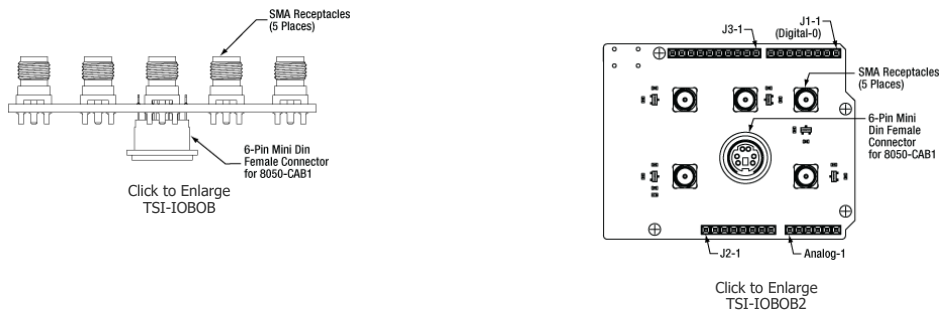 SMA Receptacles
(5 Places)
6-Pin Mini
Din Female
Connector
for 8050-CAB1
Click to Enlarge
TSI-IOBOB
J3-1
J1-1
(Digital-0)
SMA Receptacles
(5 Places)
6-Pin Mini
Din Female
Connector
for 8050-CAB1
J2-1
Analog-1
Click to Enlarge
TSI-IOBOB2